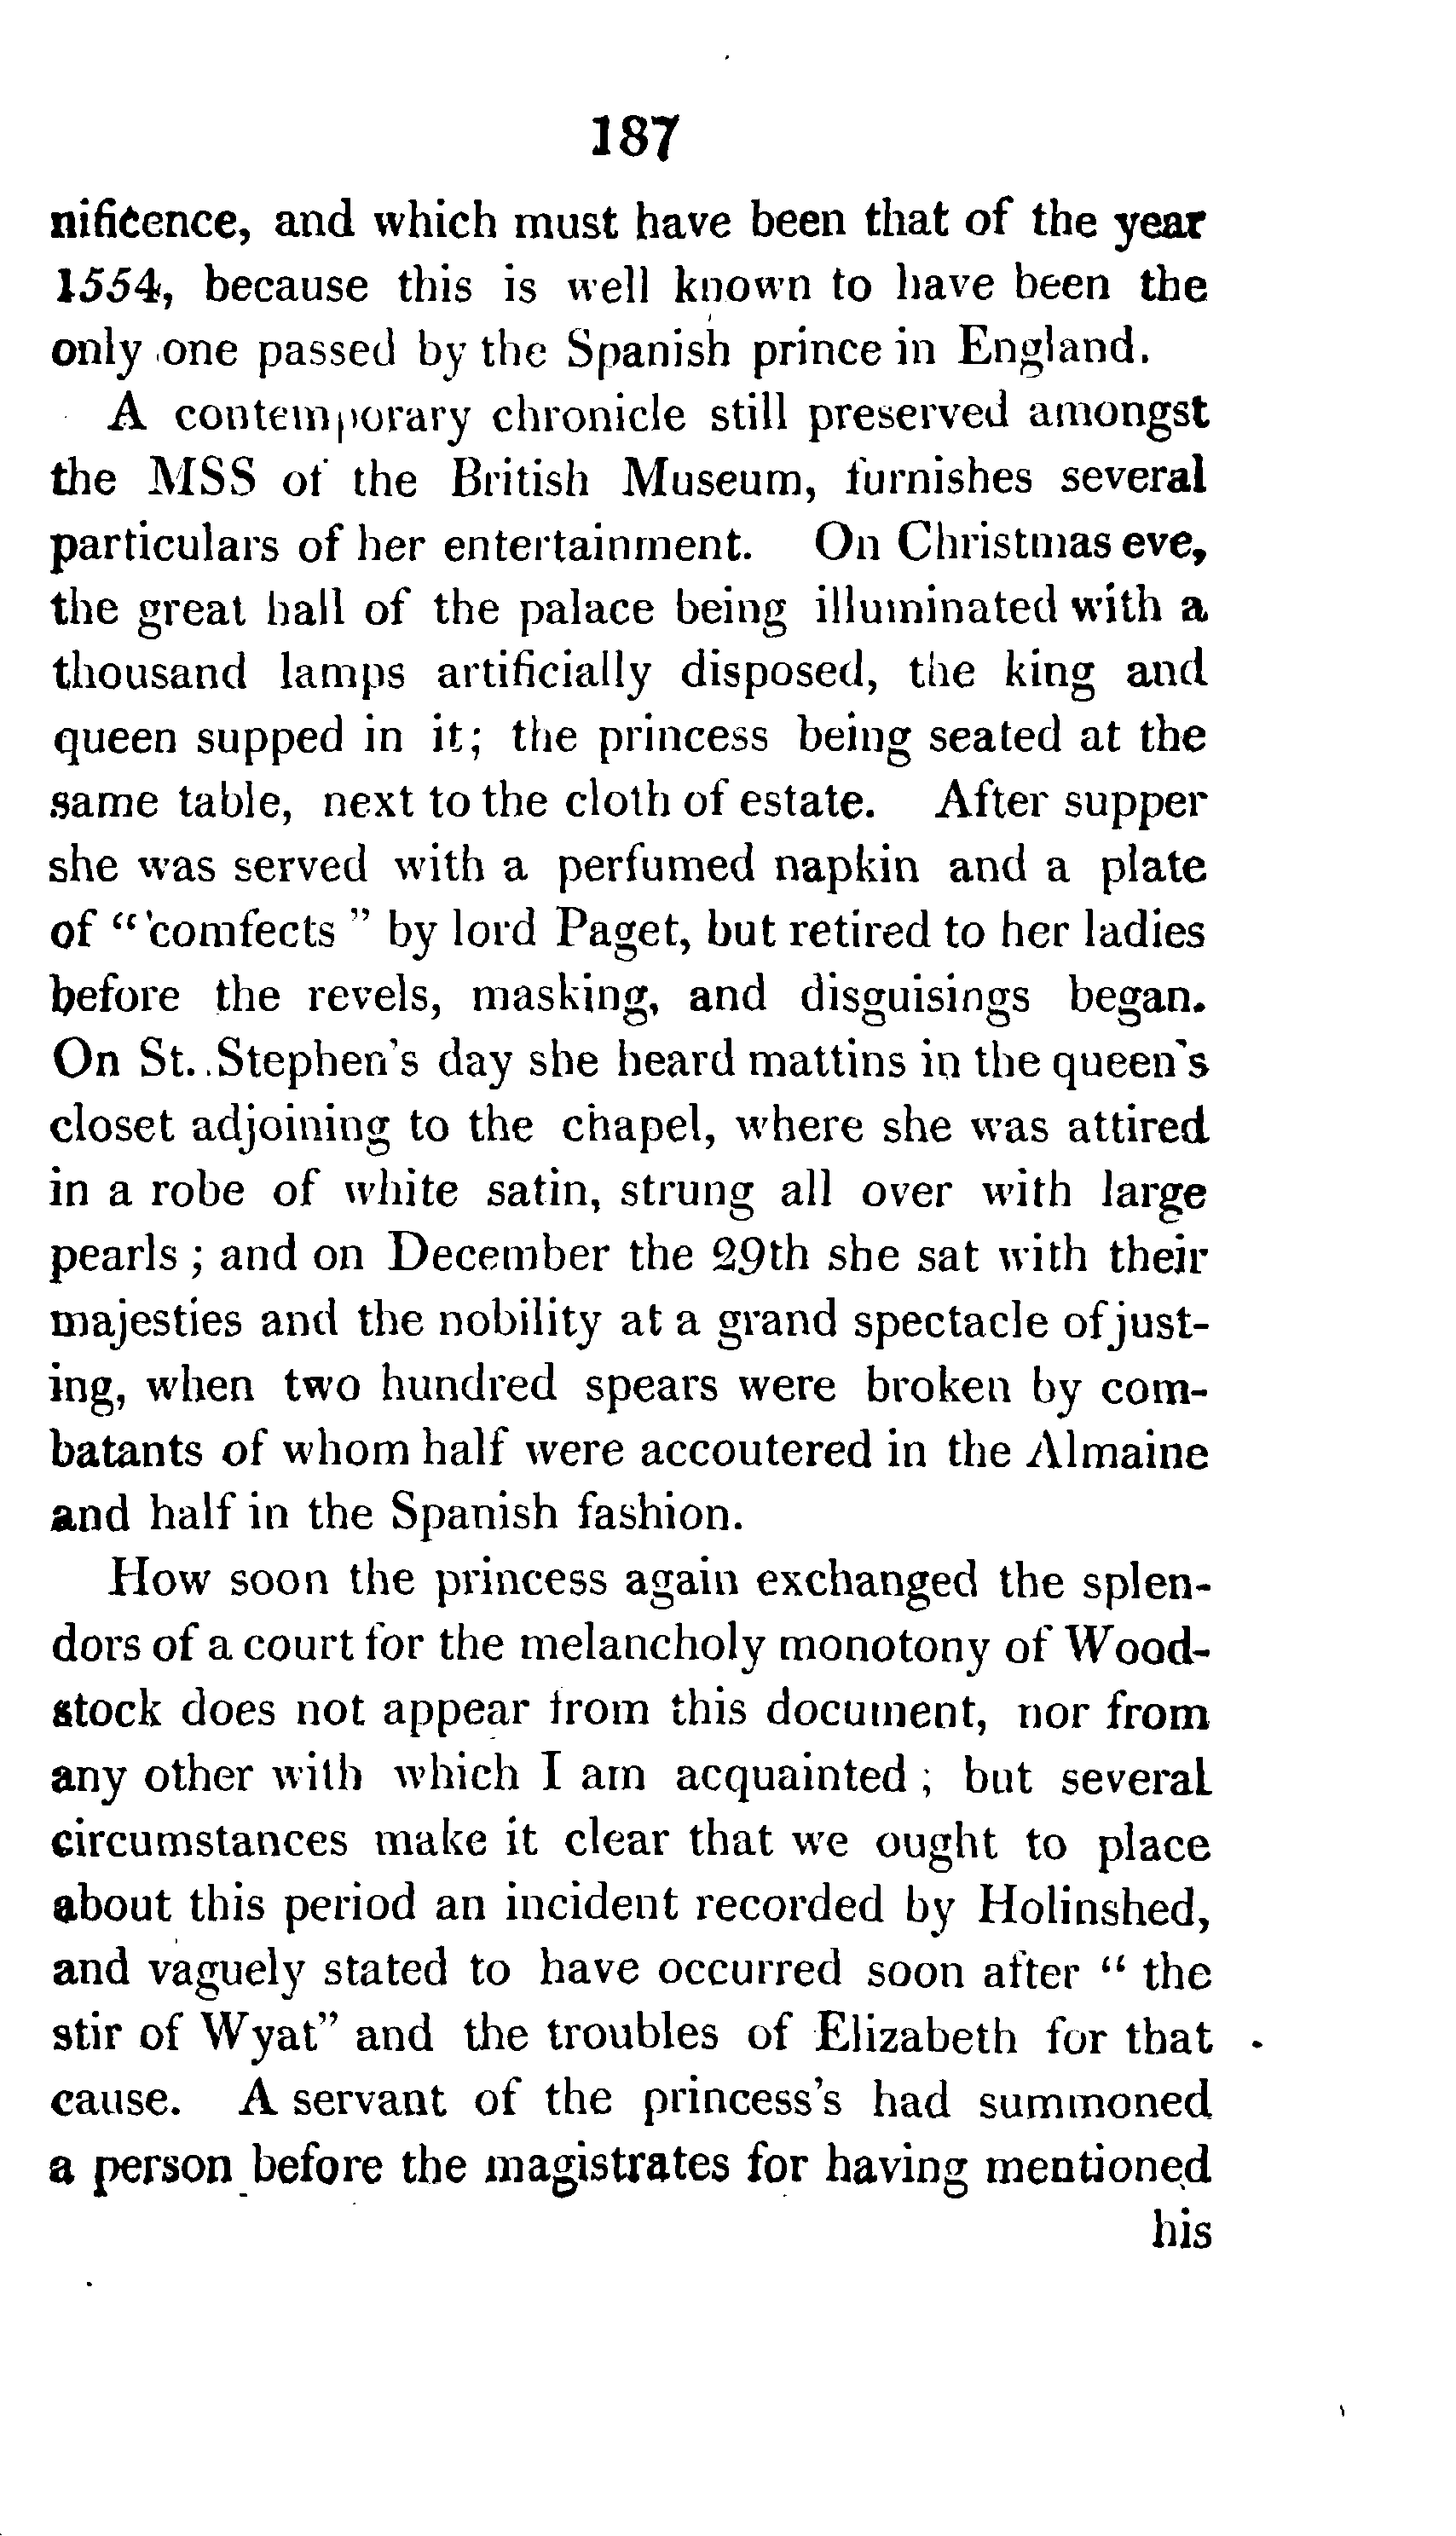 187
nificence, and which must have been that of the year
1554, because this is well known to have been the
only one passed by the Spanish prince in England.
A contemporary chronicle still preserved amongst
the MSS of the British Museum, furnishes several
particulars of her entertainment. On Christmas eve,
the great hall of the palace being illuminated with a
thousand lamps artificially disposed, the king and
queen supped in it; the princess being seated at the
same table, next to the cloth of estate. After supper
she was served with a perfumed napkin and a plate
of "comfects" by lord Paget, but retired to her ladies
before the revels, masking, and disguisings began.
On St. Stephen's day she heard mattins in the queen's
closet adjoining to the chapel, where she was attired
in a robe of white satin, strung all over with large
pearls; and on December the 29th she sat with their
majesties and the nobility at a grand spectacle of just-
ing, when two hundred spears were broken by com-
batants of whom half were accoutered in the Almaine
and half in the Spanish fashion.
How soon the princess again exchanged the splen-
dors of a court for the melancholy monotony of Wood-
stock does not appear from this document, nor from
any other with which I am acquainted; but several
circumstances make it clear that we ought to place
about this period an incident recorded by Holinshed,
and vaguely stated to have occurred soon after "the
stir of Wyat" and the troubles of Elizabeth for that
cause. A servant of the princess's had summoned
a person before the magistrates for having mentioned
his